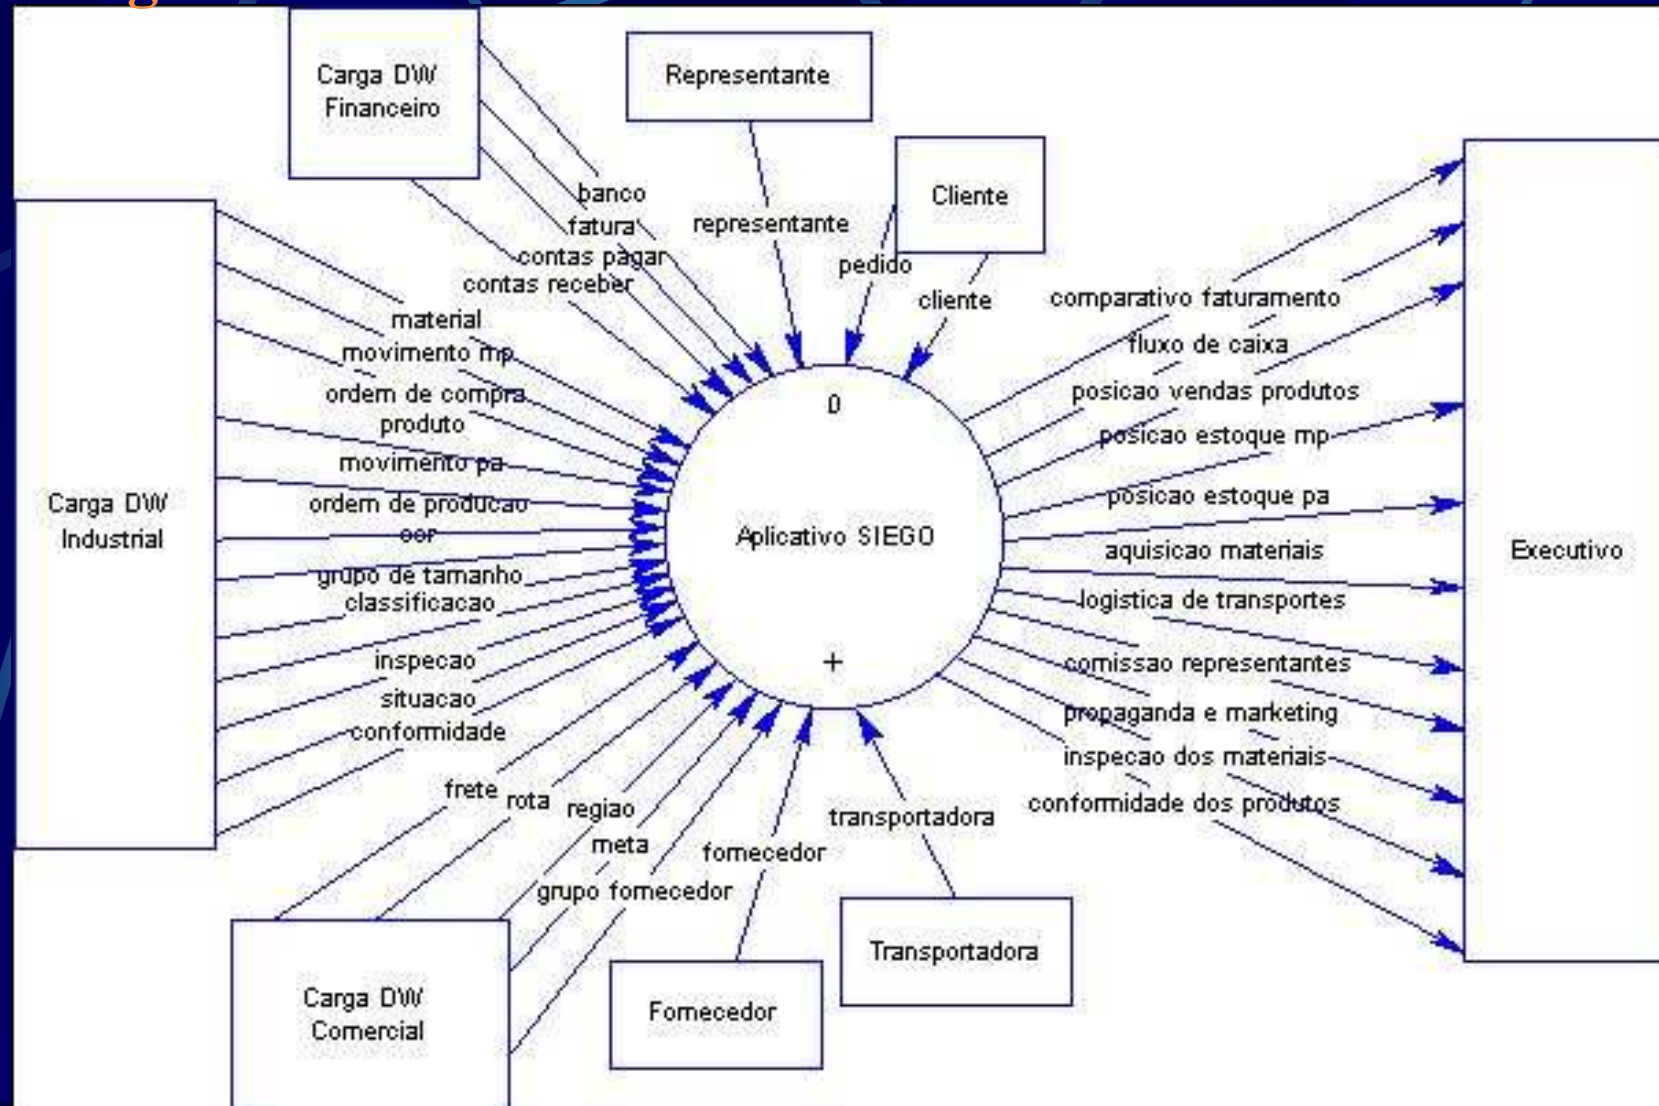 Carga DW
Financeiro
Representante
Cliente
banco
fatura
contas pagar
contas receber
representante
pedido
cliente
material
movimento mp
ordem de compra
produto
movimento pa
ordem de producao
cor
grupo de tamanho
classificacao
inspecao
situacao
conformidade
Carga DW
Industrial
0
Aplicativo SIEGO
+
comparativo faturamento
fluxo de caixa
posicao vendas produtos
posicao estoque mp
posicao estoque pa
aquisicao materiais
logistica de transportes
comissao representantes
propaganda e marketing
inspecao dos materiais
conformidade dos produtos
Executivo
frete
rota
regiao
meta
grupo fornecedor
fornecedor
transportadora
Carga DW
Comercial
Fornecedor
Transportadora